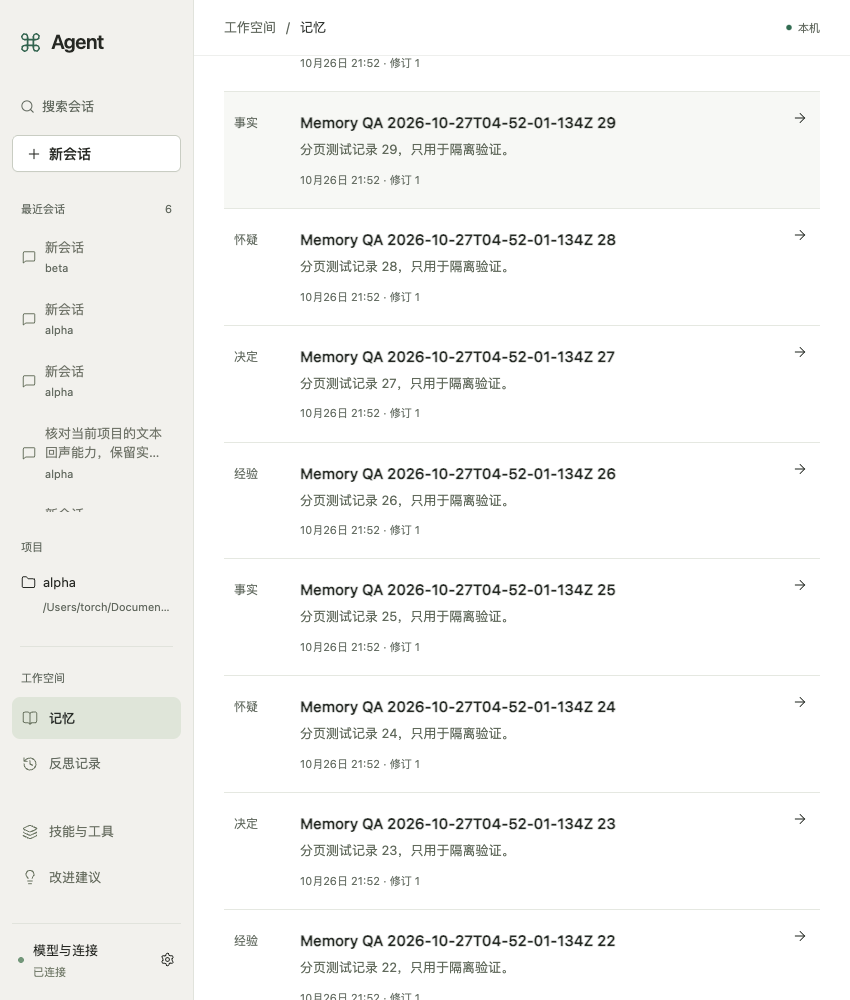 Agent
搜索会话
新会话
最近会话 6
新会话
beta
新会话
alpha
新会话
alpha
核对当前项目的文本
回声能力，保留实...
alpha
项目
alpha
/Users/torch/Documen...
工作空间
记忆
反思记录
技能与工具
改进建议
模型与连接
已连接
工作空间 / 记忆
本机
10月26日 21:52 · 修订 1
事实
Memory QA 2026-10-27T04-52-01-134Z 29
分页测试记录 29，只用于隔离验证。
10月26日 21:52 · 修订 1
怀疑
Memory QA 2026-10-27T04-52-01-134Z 28
分页测试记录 28，只用于隔离验证。
10月26日 21:52 · 修订 1
决定
Memory QA 2026-10-27T04-52-01-134Z 27
分页测试记录 27，只用于隔离验证。
10月26日 21:52 · 修订 1
经验
Memory QA 2026-10-27T04-52-01-134Z 26
分页测试记录 26，只用于隔离验证。
10月26日 21:52 · 修订 1
事实
Memory QA 2026-10-27T04-52-01-134Z 25
分页测试记录 25，只用于隔离验证。
10月26日 21:52 · 修订 1
怀疑
Memory QA 2026-10-27T04-52-01-134Z 24
分页测试记录 24，只用于隔离验证。
10月26日 21:52 · 修订 1
决定
Memory QA 2026-10-27T04-52-01-134Z 23
分页测试记录 23，只用于隔离验证。
10月26日 21:52 · 修订 1
经验
Memory QA 2026-10-27T04-52-01-134Z 22
分页测试记录 22，只用于隔离验证。
10月26日 21:52 · 修订 1